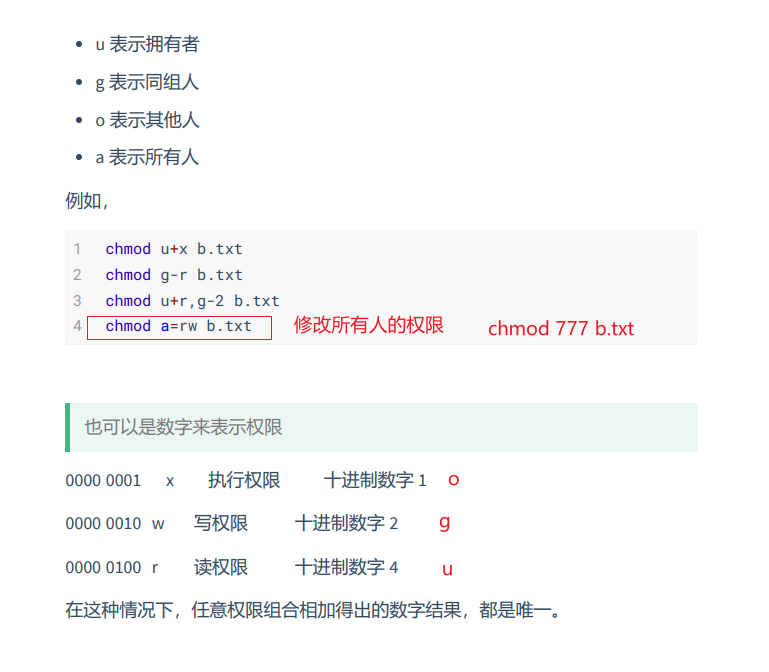 u 表示拥有者
g 表示同组人
o 表示其他人
a 表示所有人
例如，
1 chmod u+x b.txt
2 chmod g-r b.txt
3 chmod u+r,g-2 b.txt
4 chmod a=rw b.txt 修改所有人的权限 chmod 777 b.txt
也可以是数字来表示权限
0000 0001 x 执行权限 十进制数字 1 o
0000 0010 w 写权限 十进制数字 2 g
0000 0100 r 读权限 十进制数字 4 u
在这种情况下，任意权限组合相加得出的数字结果，都是唯一。